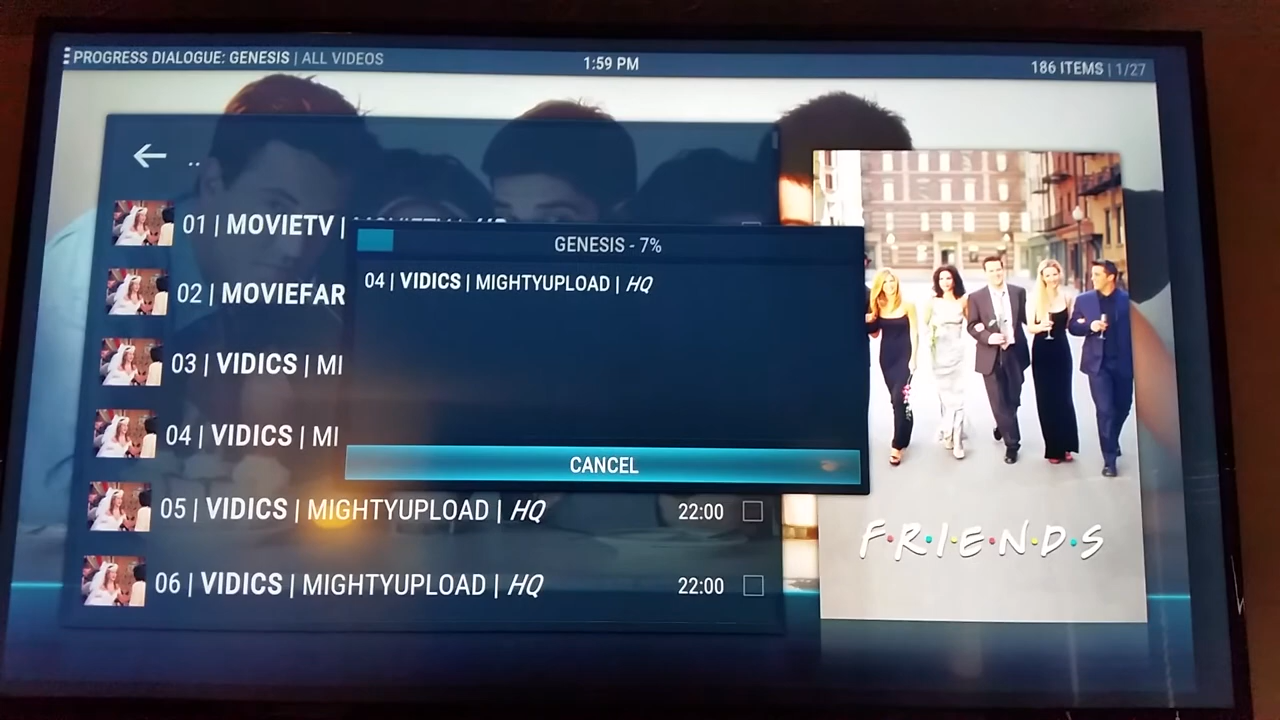 PROGRESS DIALOGUE: GENESIS | ALL VIDEOS
1:59 PM
186 ITEMS | 1/27
..
01 | MOVIETV |
02 | MOVIEFAR
03 | VIDICS | MI
04 | VIDICS | MI
GENESIS - 7%
04 | VIDICS | MIGHTYUPLOAD | HQ
CANCEL
05 | VIDICS | MIGHTYUPLOAD | HQ 22:00
06 | VIDICS | MIGHTYUPLOAD | HQ 22:00
F·R·I·E·N·D·S